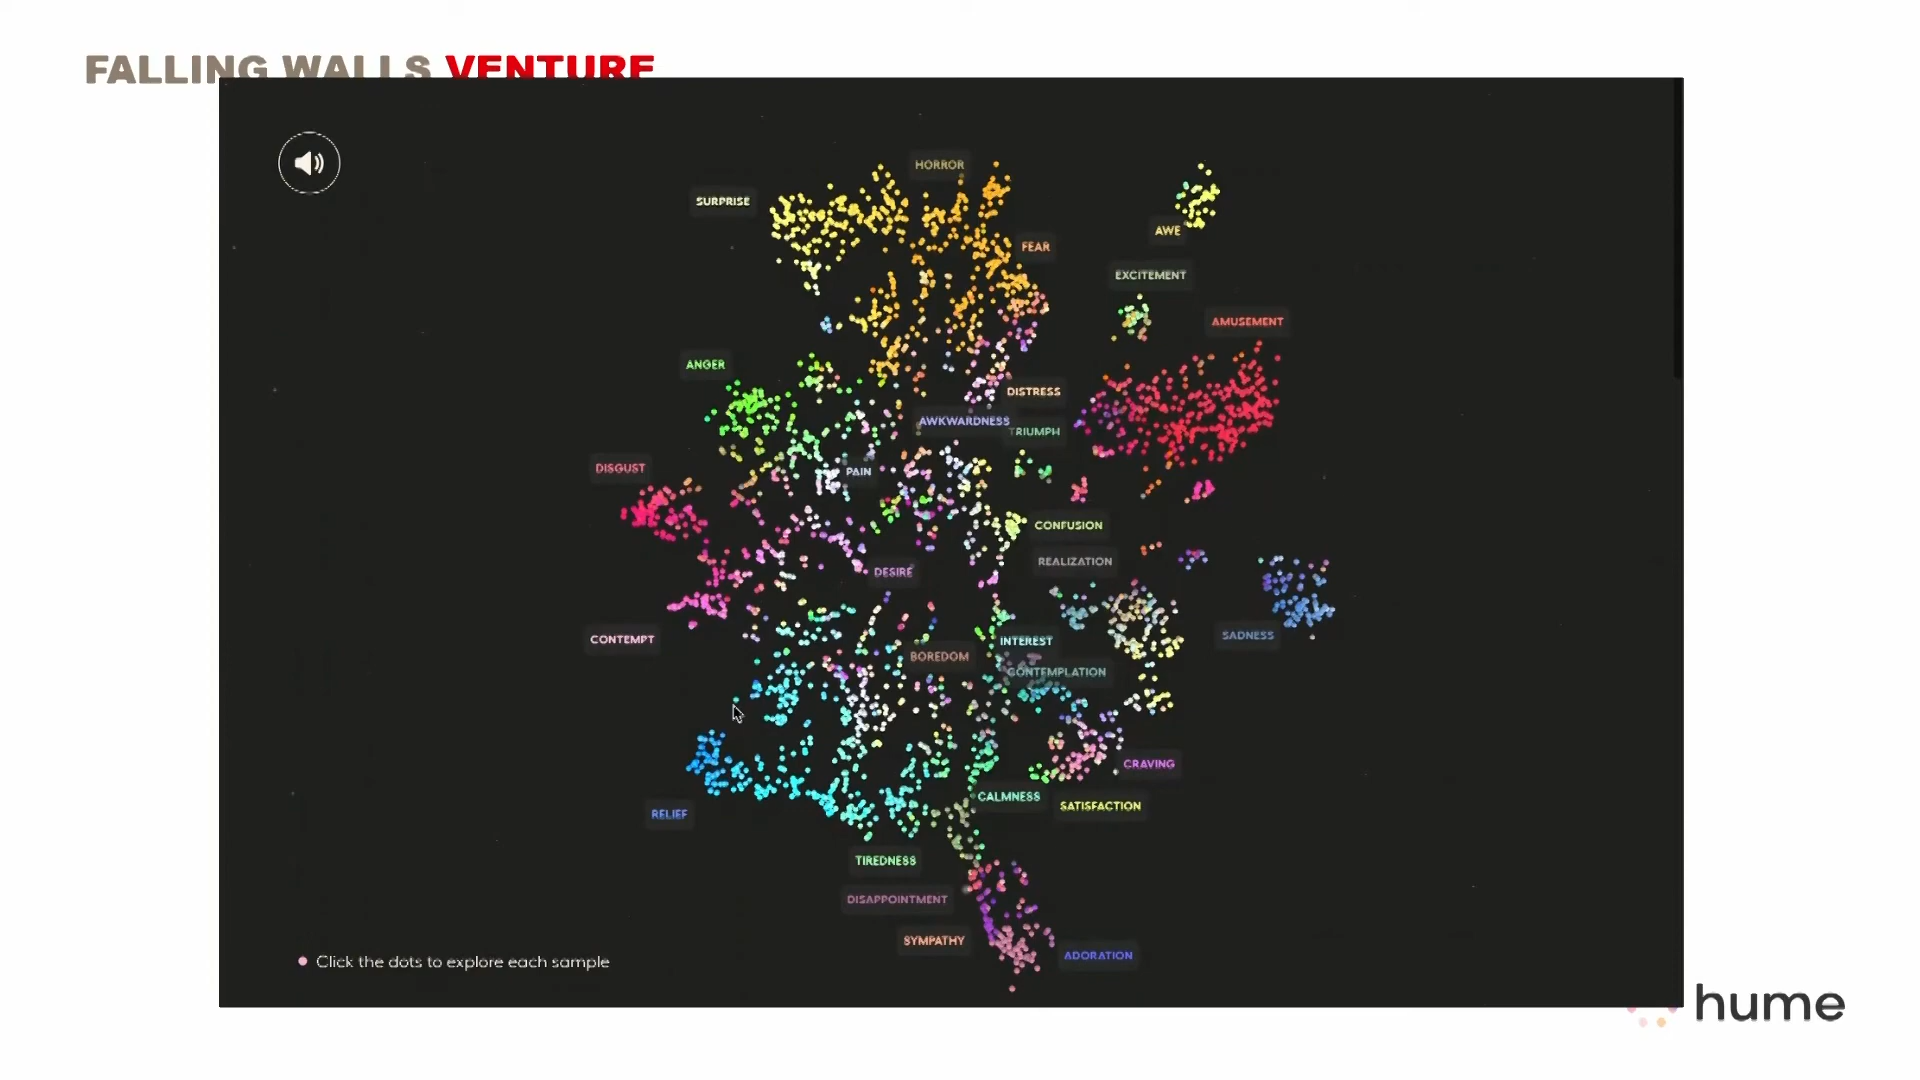 FALLING WALLS VENTURE
HORROR
SURPRISE
AWE
FEAR
EXCITEMENT
AMUSEMENT
ANGER
DISTRESS
AWKWARDNESS
TRIUMPH
DISGUST
PAIN
CONFUSION
REALIZATION
DESIRE
CONTEMPT
INTEREST
SADNESS
BOREDOM
CONTEMPLATION
CRAVING
CALMNESS
SATISFACTION
RELIEF
TIREDNESS
DISAPPOINTMENT
SYMPATHY
ADORATION
Click the dots to explore each sample
hume